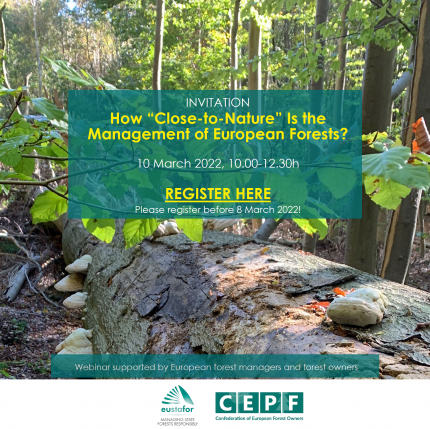 INVITATION
How “Close-to-Nature” Is the
Management of European Forests?
10 March 2022, 10.00-12.30h
REGISTER HERE
Please register before 8 March 2022!
Webinar supported by European forest managers and forest owners
eustafor
MANAGING STATE
FORESTS RESPONSIBLY
CEPF
Confederation of European Forest Owners